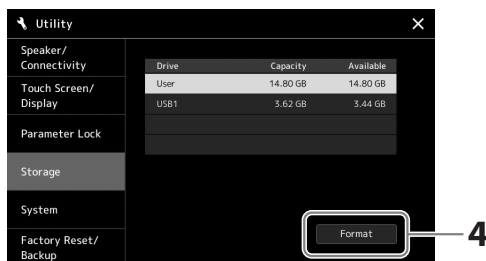 Utility
Speaker/
Connectivity
Touch Screen/
Display
Parameter Lock
Storage
System
Factory Reset/
Backup
Drive Capacity Available
User 14.80 GB 14.80 GB
USB1 3.62 GB 3.44 GB
Format
4